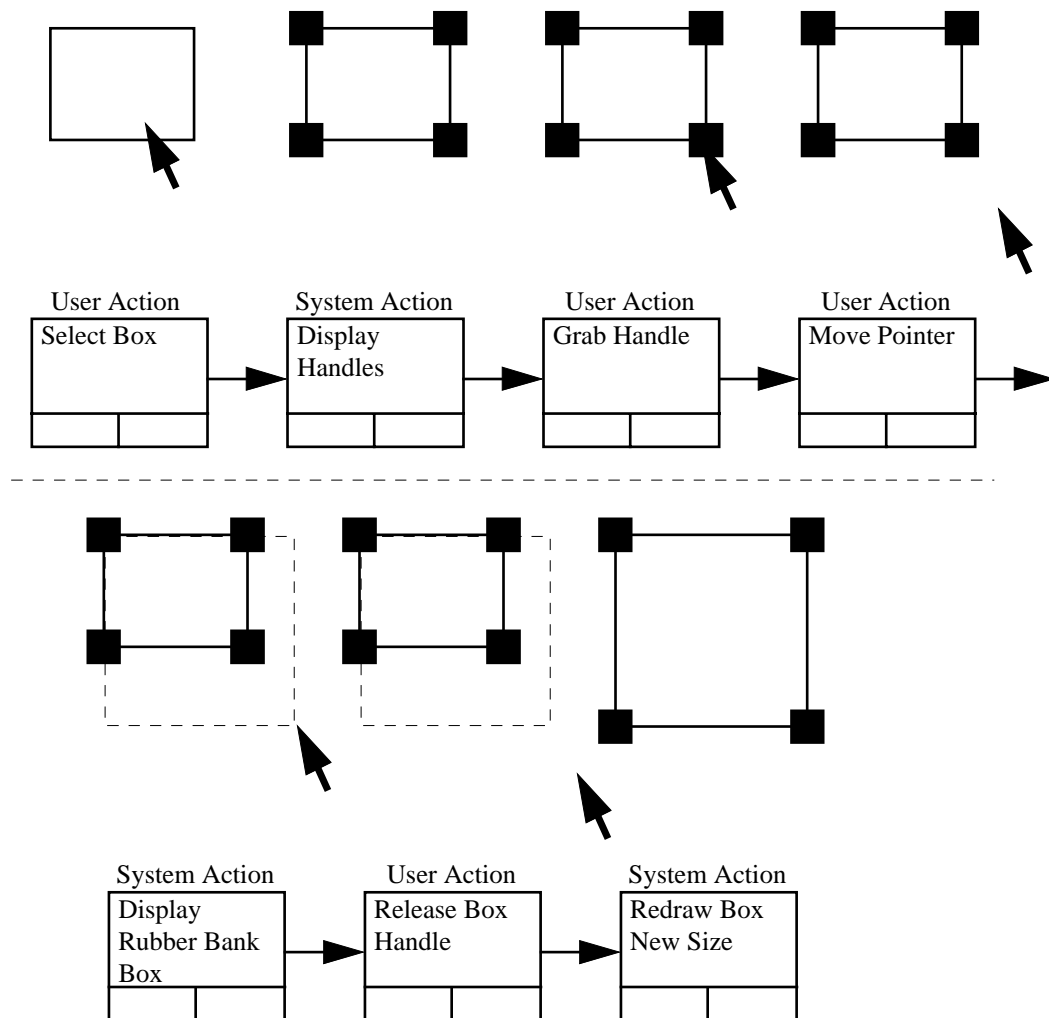 User Action
System Action
User Action
User Action
Select Box
Display
Handles
Grab Handle
Move Pointer
System Action
User Action
System Action
Display
Rubber Bank
Box
Release Box
Handle
Redraw Box
New Size